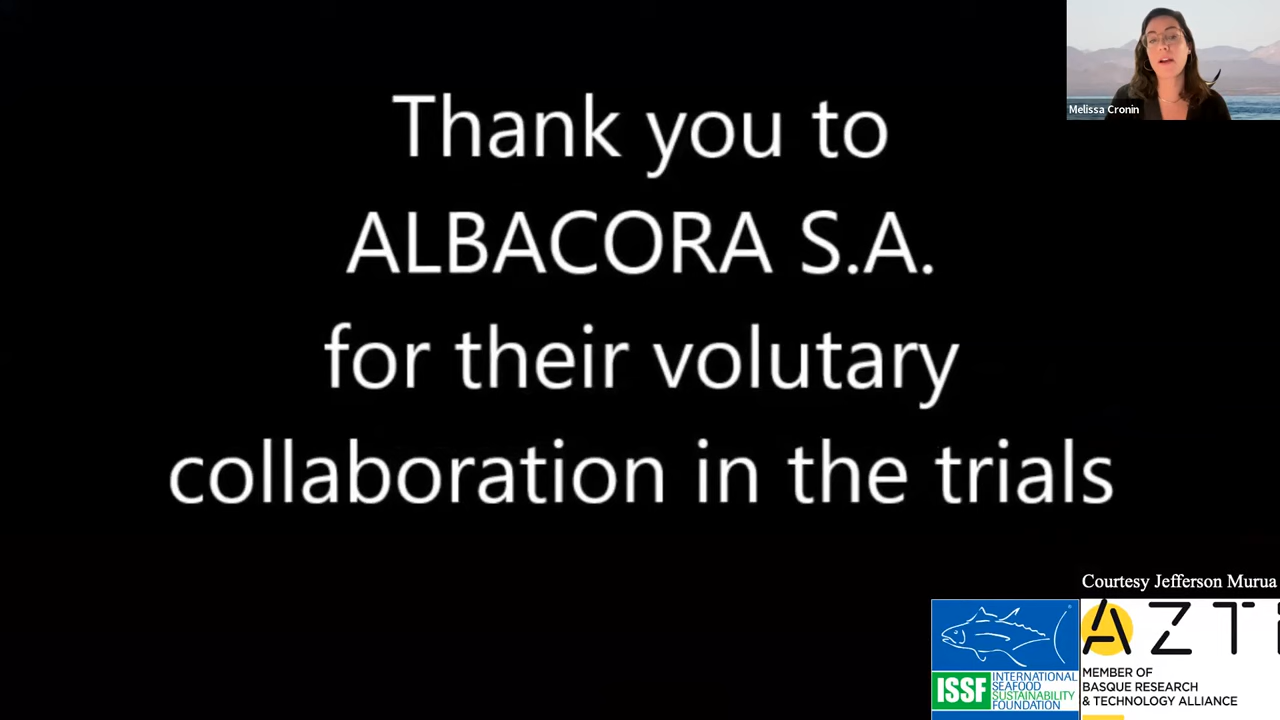 Melissa Cronin
Thank you to
ALBACORA S.A.
for their volutary
collaboration in the trials
Courtesy Jefferson Murua
ISSF
INTERNATIONAL
SEAFOOD
SUSTAINABILITY
FOUNDATION
AZTI
MEMBER OF
BASQUE RESEARCH
& TECHNOLOGY ALLIANCE